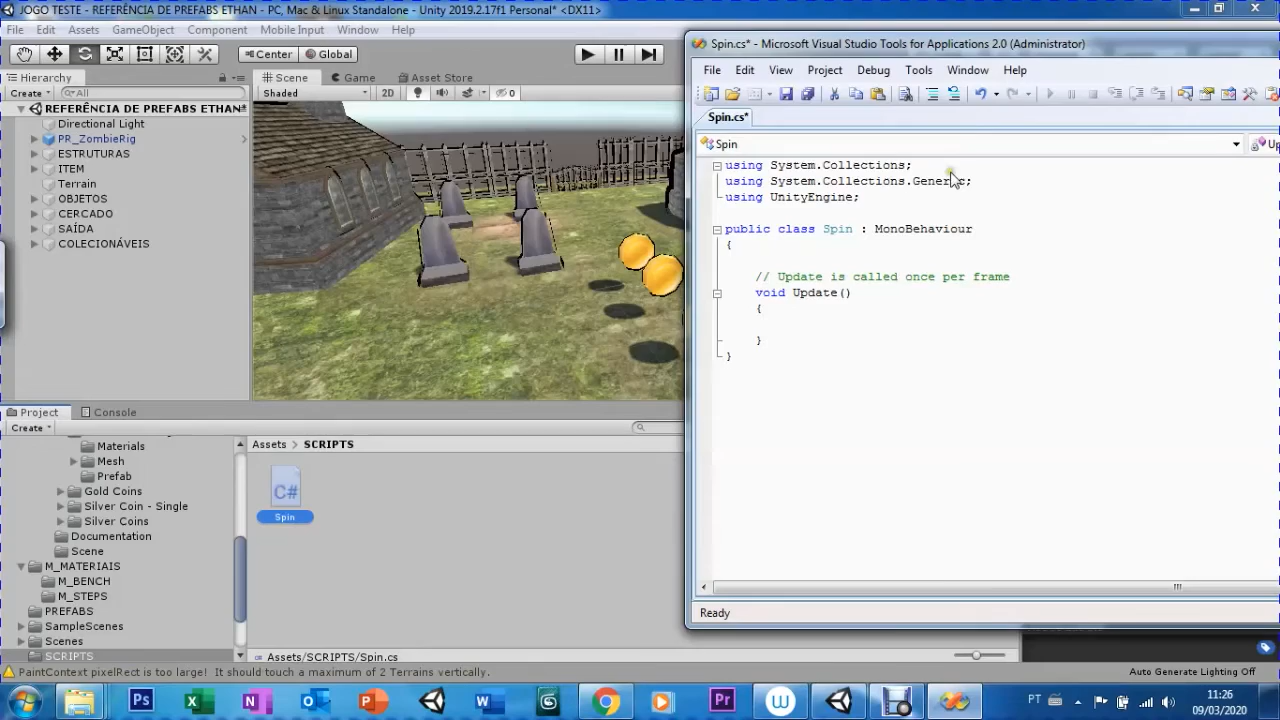 JOGO TESTE - REFERÊNCIA DE PREFABS ETHAN - PC, Mac & Linux Standalone - Unity 2019.2.17f1 Personal* <DX11>
File Edit Assets GameObject Component Mobile Input Window Help
Center Global
Hierarchy
Create All
REFERÊNCIA DE PREFABS ETHAN*
Directional Light
PR_ZombieRig
ESTRUTURAS
ITEM
Terrain
OBJETOS
CERCADO
SAÍDA
COLECIONÁVEIS
Scene Game Asset Store
Shaded 2D 0
Spin.cs* - Microsoft Visual Studio Tools for Applications 2.0 (Administrator)
File Edit View Project Debug Tools Window Help
Spin.cs*
Spin
using System.Collections;
using System.Collections.Generic;
using UnityEngine;
public class Spin : MonoBehaviour
{
// Update is called once per frame
void Update()
{
}
}
Ready
Project Console
Create
Materials
Mesh
Prefab
Gold Coins
Silver Coin - Single
Silver Coins
Documentation
Scene
M_MATERIAIS
M_BENCH
M_STEPS
PREFABS
SampleScenes
Scenes
SCRIPTS
Assets > SCRIPTS
C#
Spin
Assets/SCRIPTS/Spin.cs
PaintContext pixelRect is too large! It should touch a maximum of 2 Terrains vertically.
Auto Generate Lighting Off
Ps
Pr
PT
11:26
09/03/2020